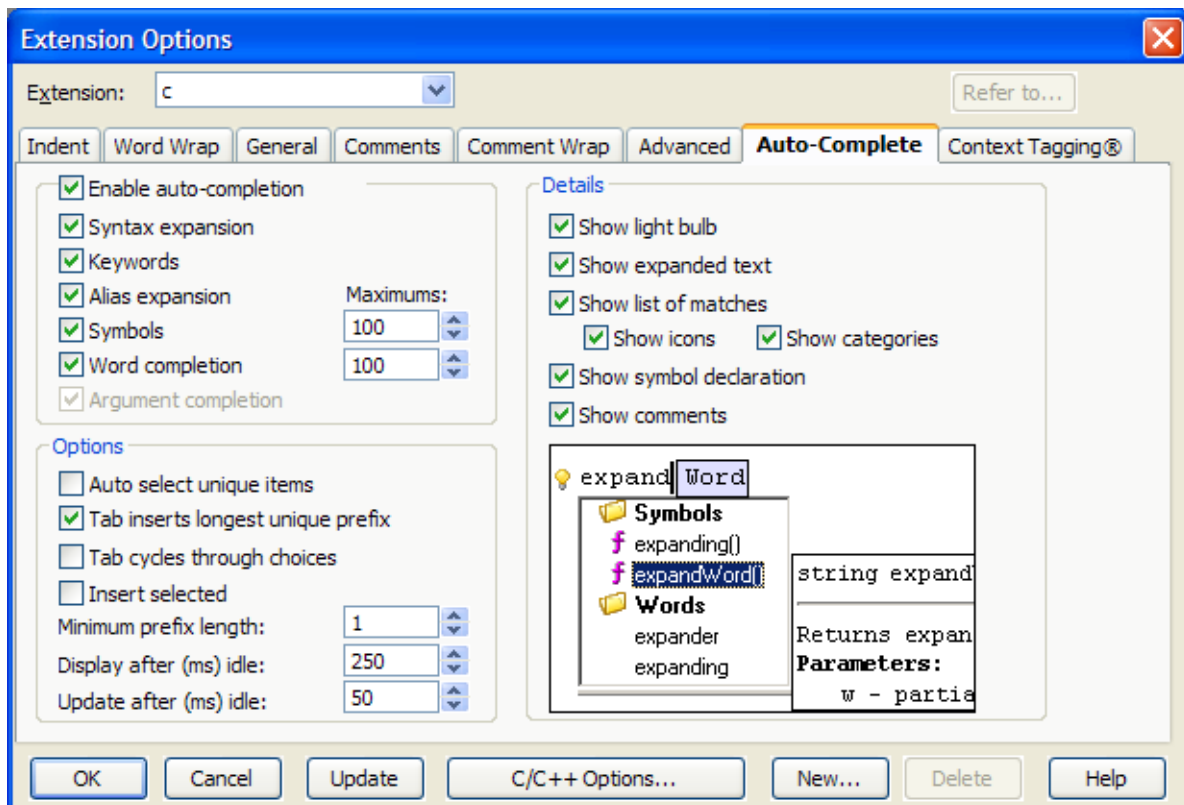 Extension Options
Extension: c Refer to...
Indent Word Wrap General Comments Comment Wrap Advanced Auto-Complete Context Tagging®
Enable auto-completion
Syntax expansion
Keywords
Alias expansion Maximums:
Symbols 100
Word completion 100
Argument completion
Options
Auto select unique items
Tab inserts longest unique prefix
Tab cycles through choices
Insert selected
Minimum prefix length: 1
Display after (ms) idle: 250
Update after (ms) idle: 50
Details
Show light bulb
Show expanded text
Show list of matches
Show icons Show categories
Show symbol declaration
Show comments
expand Word
Symbols
expanding()
expandWord()
Words
expander
expanding
string expand
Returns expan
Parameters:
w - partia
OK Cancel Update C/C++ Options... New... Delete Help